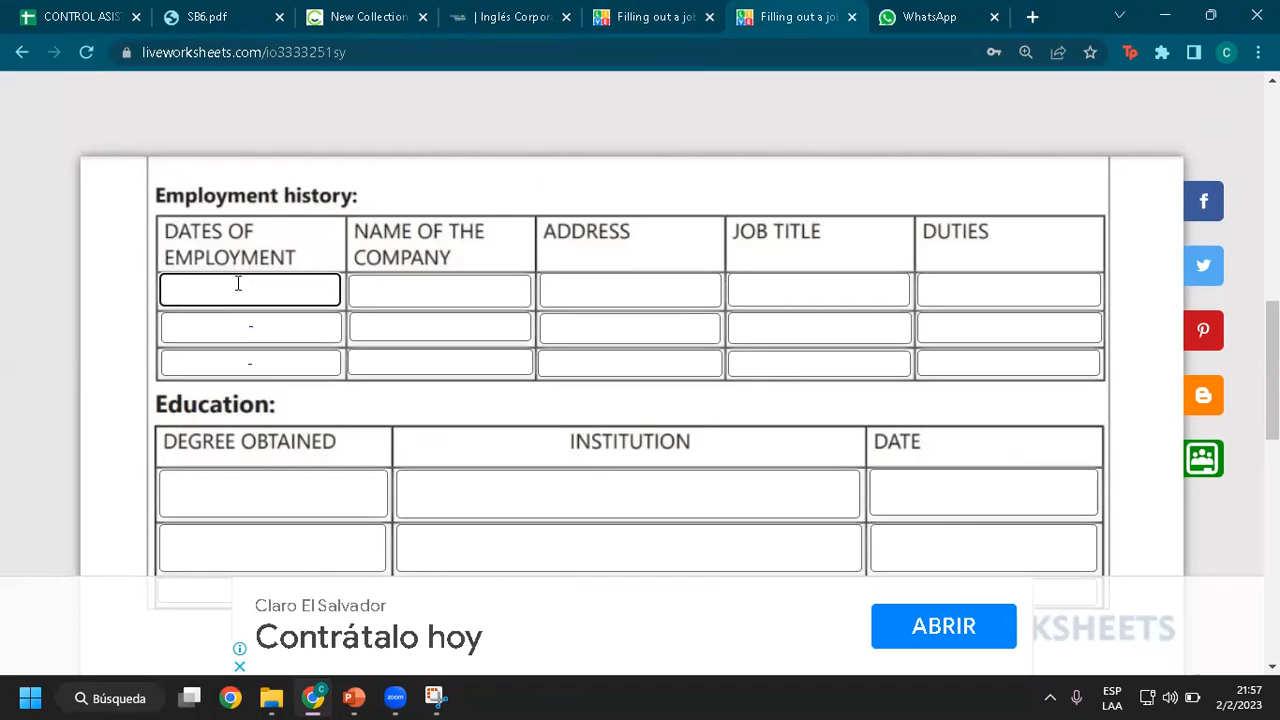 CONTROL ASIST
SB6.pdf
New Collection
| Inglés Corpor
Filling out a jo
Filling out a jo
WhatsApp
liveworksheets.com/io3333251sy
Tp
C
Employment history:
DATES OF EMPLOYMENT
NAME OF THE COMPANY
ADDRESS
JOB TITLE
DUTIES
-
-
Education:
DEGREE OBTAINED
INSTITUTION
DATE
Claro El Salvador
Contrátalo hoy
ABRIR
KSHEETS
Búsqueda
ESP
LAA
21:57
2/2/2023